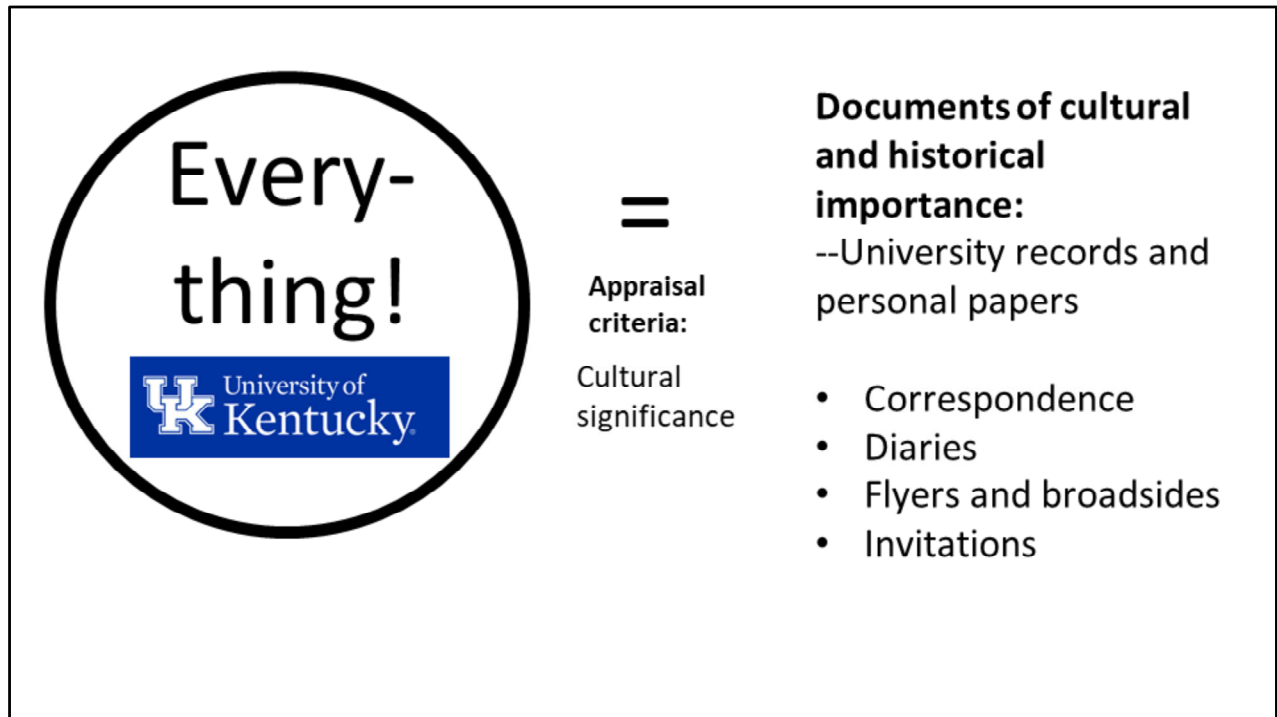 Every-
thing!
UK University of
Kentucky.
=
Appraisal
criteria:
Cultural
significance
Documents of cultural
and historical
importance:
--University records and
personal papers
• Correspondence
• Diaries
• Flyers and broadsides
• Invitations